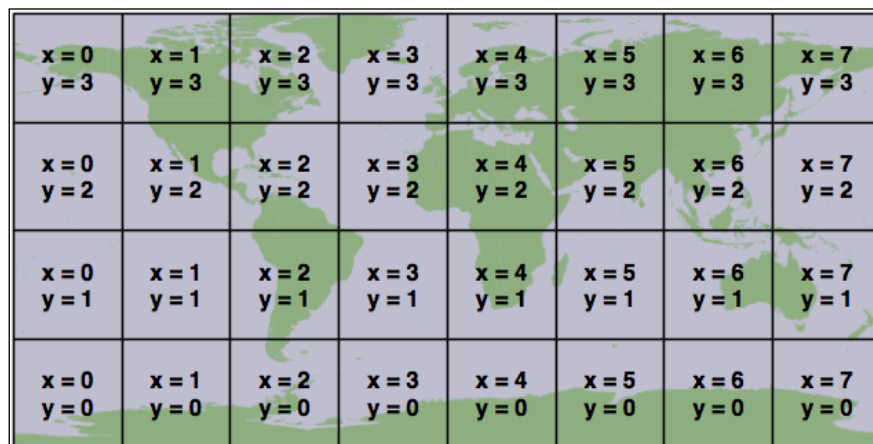 x = 0 x = 1 x = 2 x = 3 x = 4 x = 5 x = 6 x = 7
y = 3 y = 3 y = 3 y = 3 y = 3 y = 3 y = 3 y = 3
x = 0 x = 1 x = 2 x = 3 x = 4 x = 5 x = 6 x = 7
y = 2 y = 2 y = 2 y = 2 y = 2 y = 2 y = 2 y = 2
x = 0 x = 1 x = 2 x = 3 x = 4 x = 5 x = 6 x = 7
y = 1 y = 1 y = 1 y = 1 y = 1 y = 1 y = 1 y = 1
x = 0 x = 1 x = 2 x = 3 x = 4 x = 5 x = 6 x = 7
y = 0 y = 0 y = 0 y = 0 y = 0 y = 0 y = 0 y = 0